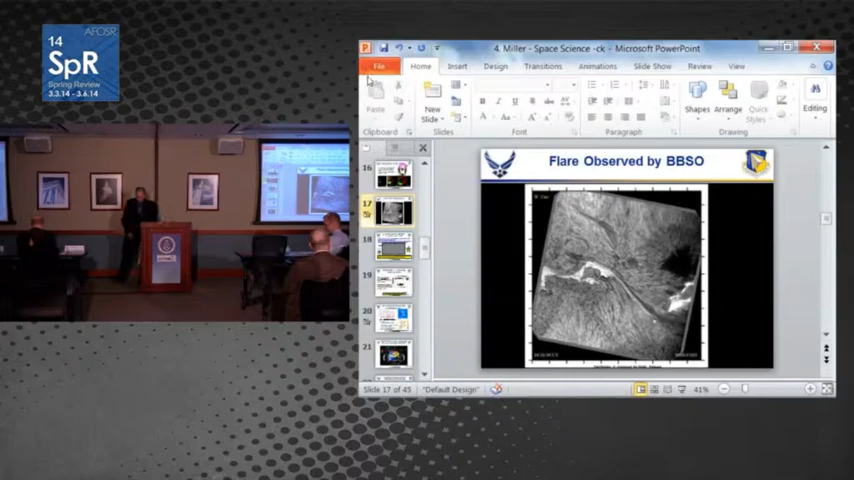 AFOSR
14
SpR
Spring Review
3.3.14 - 3.6.14
4. Miller - Space Science -ck - Microsoft PowerPoint
File
Home
Insert
Design
Transitions
Animations
Slide Show
Review
View
Paste
New
Slide
Shapes
Arrange
Quick
Styles
Editing
Clipboard
Slides
Font
Paragraph
Drawing
16
17
18
19
20
21
Flare Observed by BBSO
Slide 17 of 45
"Default Design"
41%